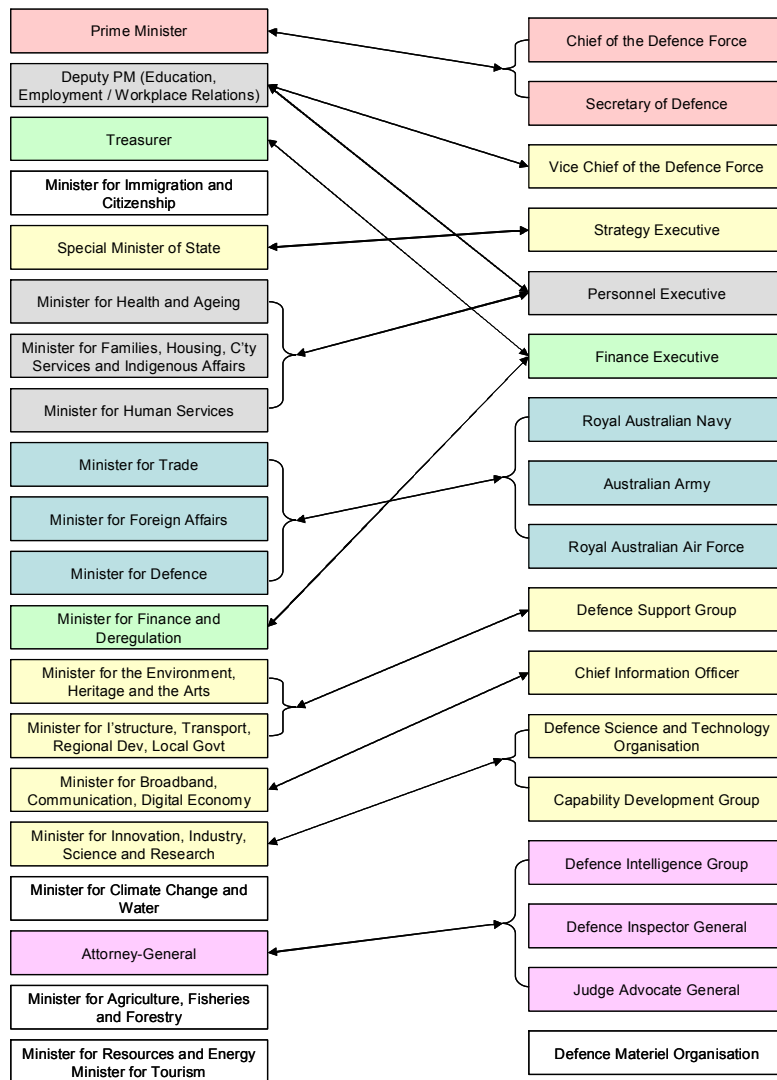 Prime Minister
Deputy PM (Education,
Employment / Workplace Relations)
Treasurer
Minister for Immigration and
Citizenship
Special Minister of State
Minister for Health and Ageing
Minister for Families, Housing, C'ty
Services and Indigenous Affairs
Minister for Human Services
Minister for Trade
Minister for Foreign Affairs
Minister for Defence
Minister for Finance and
Deregulation
Minister for the Environment,
Heritage and the Arts
Minister for I'structure, Transport,
Regional Dev, Local Govt
Minister for Broadband,
Communication, Digital Economy
Minister for Innovation, Industry,
Science and Research
Minister for Climate Change and
Water
Attorney-General
Minister for Agriculture, Fisheries
and Forestry
Minister for Resources and Energy
Minister for Tourism
Chief of the Defence Force
Secretary of Defence
Vice Chief of the Defence Force
Strategy Executive
Personnel Executive
Finance Executive
Royal Australian Navy
Australian Army
Royal Australian Air Force
Defence Support Group
Chief Information Officer
Defence Science and Technology
Organisation
Capability Development Group
Defence Intelligence Group
Defence Inspector General
Judge Advocate General
Defence Materiel Organisation